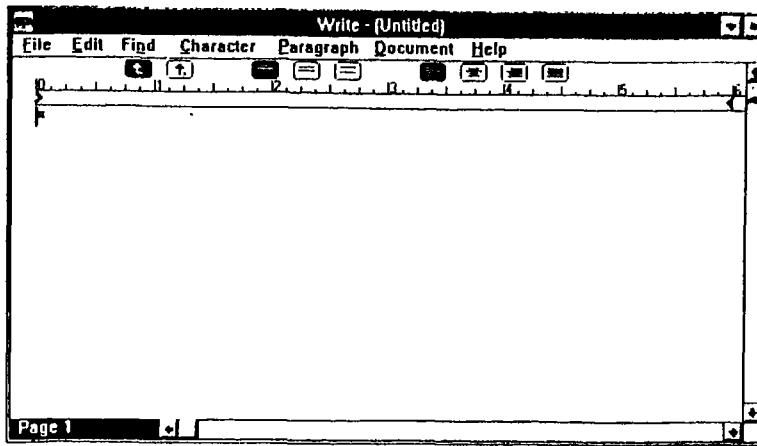 Write - (Untitled)
File Edit Find Character Paragraph Document Help
0 1 2 3 4 5 6
Page 1